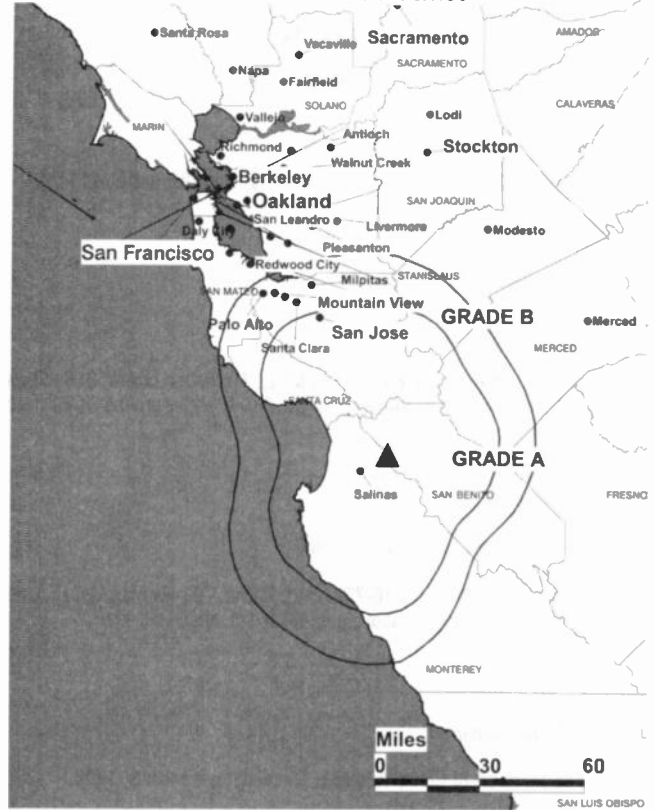 Santa Rosa
Vacaville
Sacramento
AMADOR
Napa
SACRAMENTO
Fairfield
SOLANO
CALAVERAS
Vallejo
Lodi
MARIN
Antioch
Richmond
Stockton
Walnut Creek
Berkeley
Oakland
SAN JOAQUIN
San Leandro
Livermore
Daly City
Modesto
San Francisco
Pleasanton
Redwood City
STANISLAUS
Milpitas
SAN MATEO
Mountain View
GRADE B
Palo Alto
San Jose
Merced
Santa Clara
MERCED
SANTA CRUZ
GRADE A
Salinas
SAN BENITO
FRESNO
MONTEREY
Miles
0 30 60
SAN LUIS OBISPO